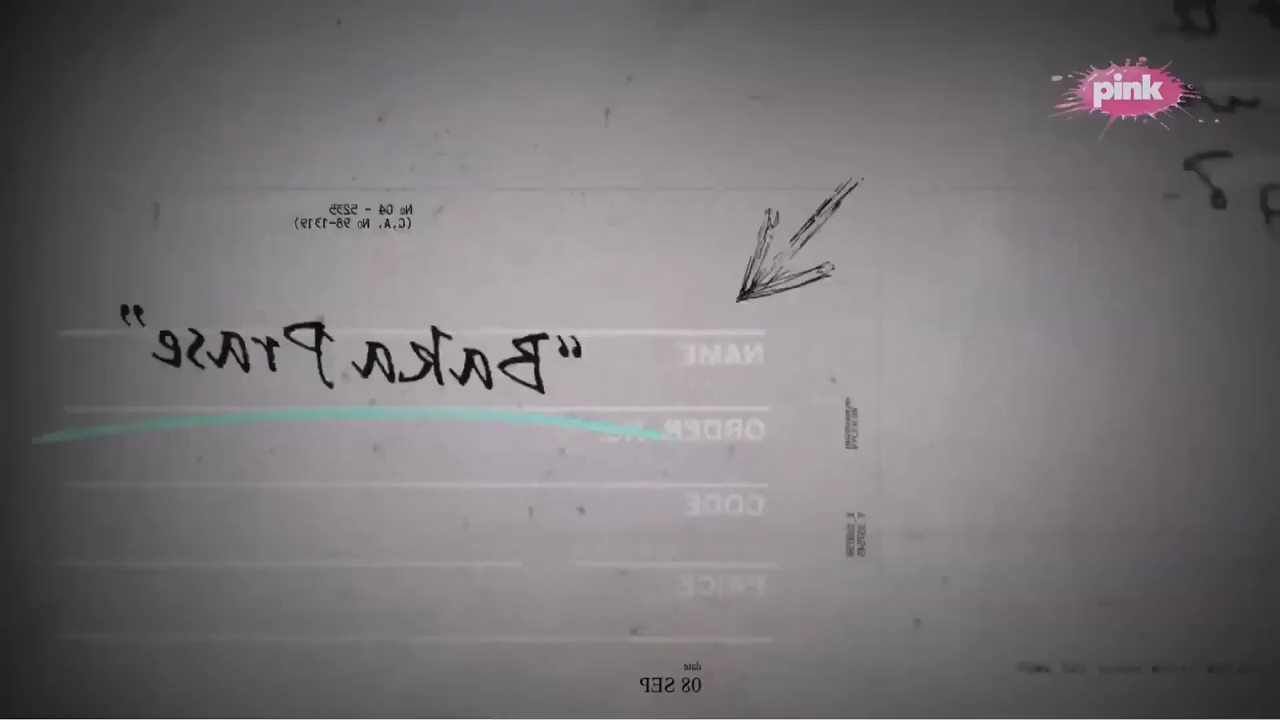 pink
No 04 - 5235
(C.A. No 98-1319)
"Baka Prase"
NAME
ORDER
CODE
PRICE
date
08 SEP